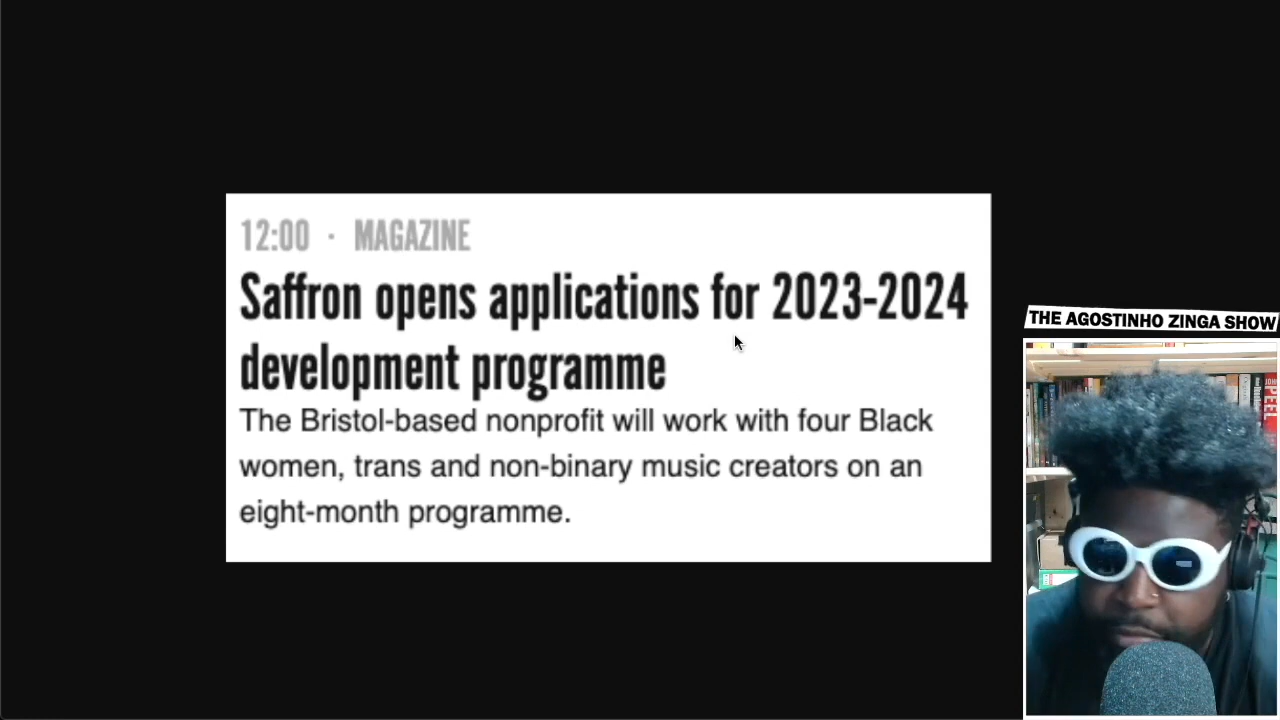 12:00 · MAGAZINE
Saffron opens applications for 2023-2024
development programme
The Bristol-based nonprofit will work with four Black
women, trans and non-binary music creators on an
eight-month programme.
THE AGOSTINHO ZINGA SHOW
PEEL